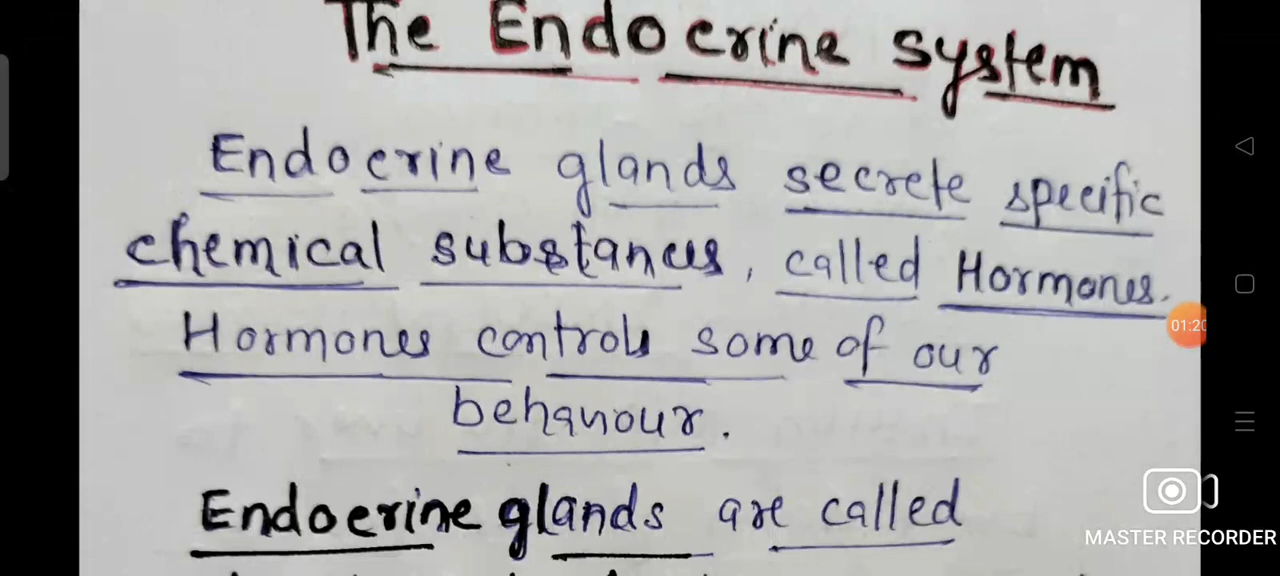 The Endocrine system
Endocrine glands secrete specific
chemical substances, called Hormones.
Hormones controls some of our
behaviour.
Endocrine glands are called
01:20
MASTER RECORDER